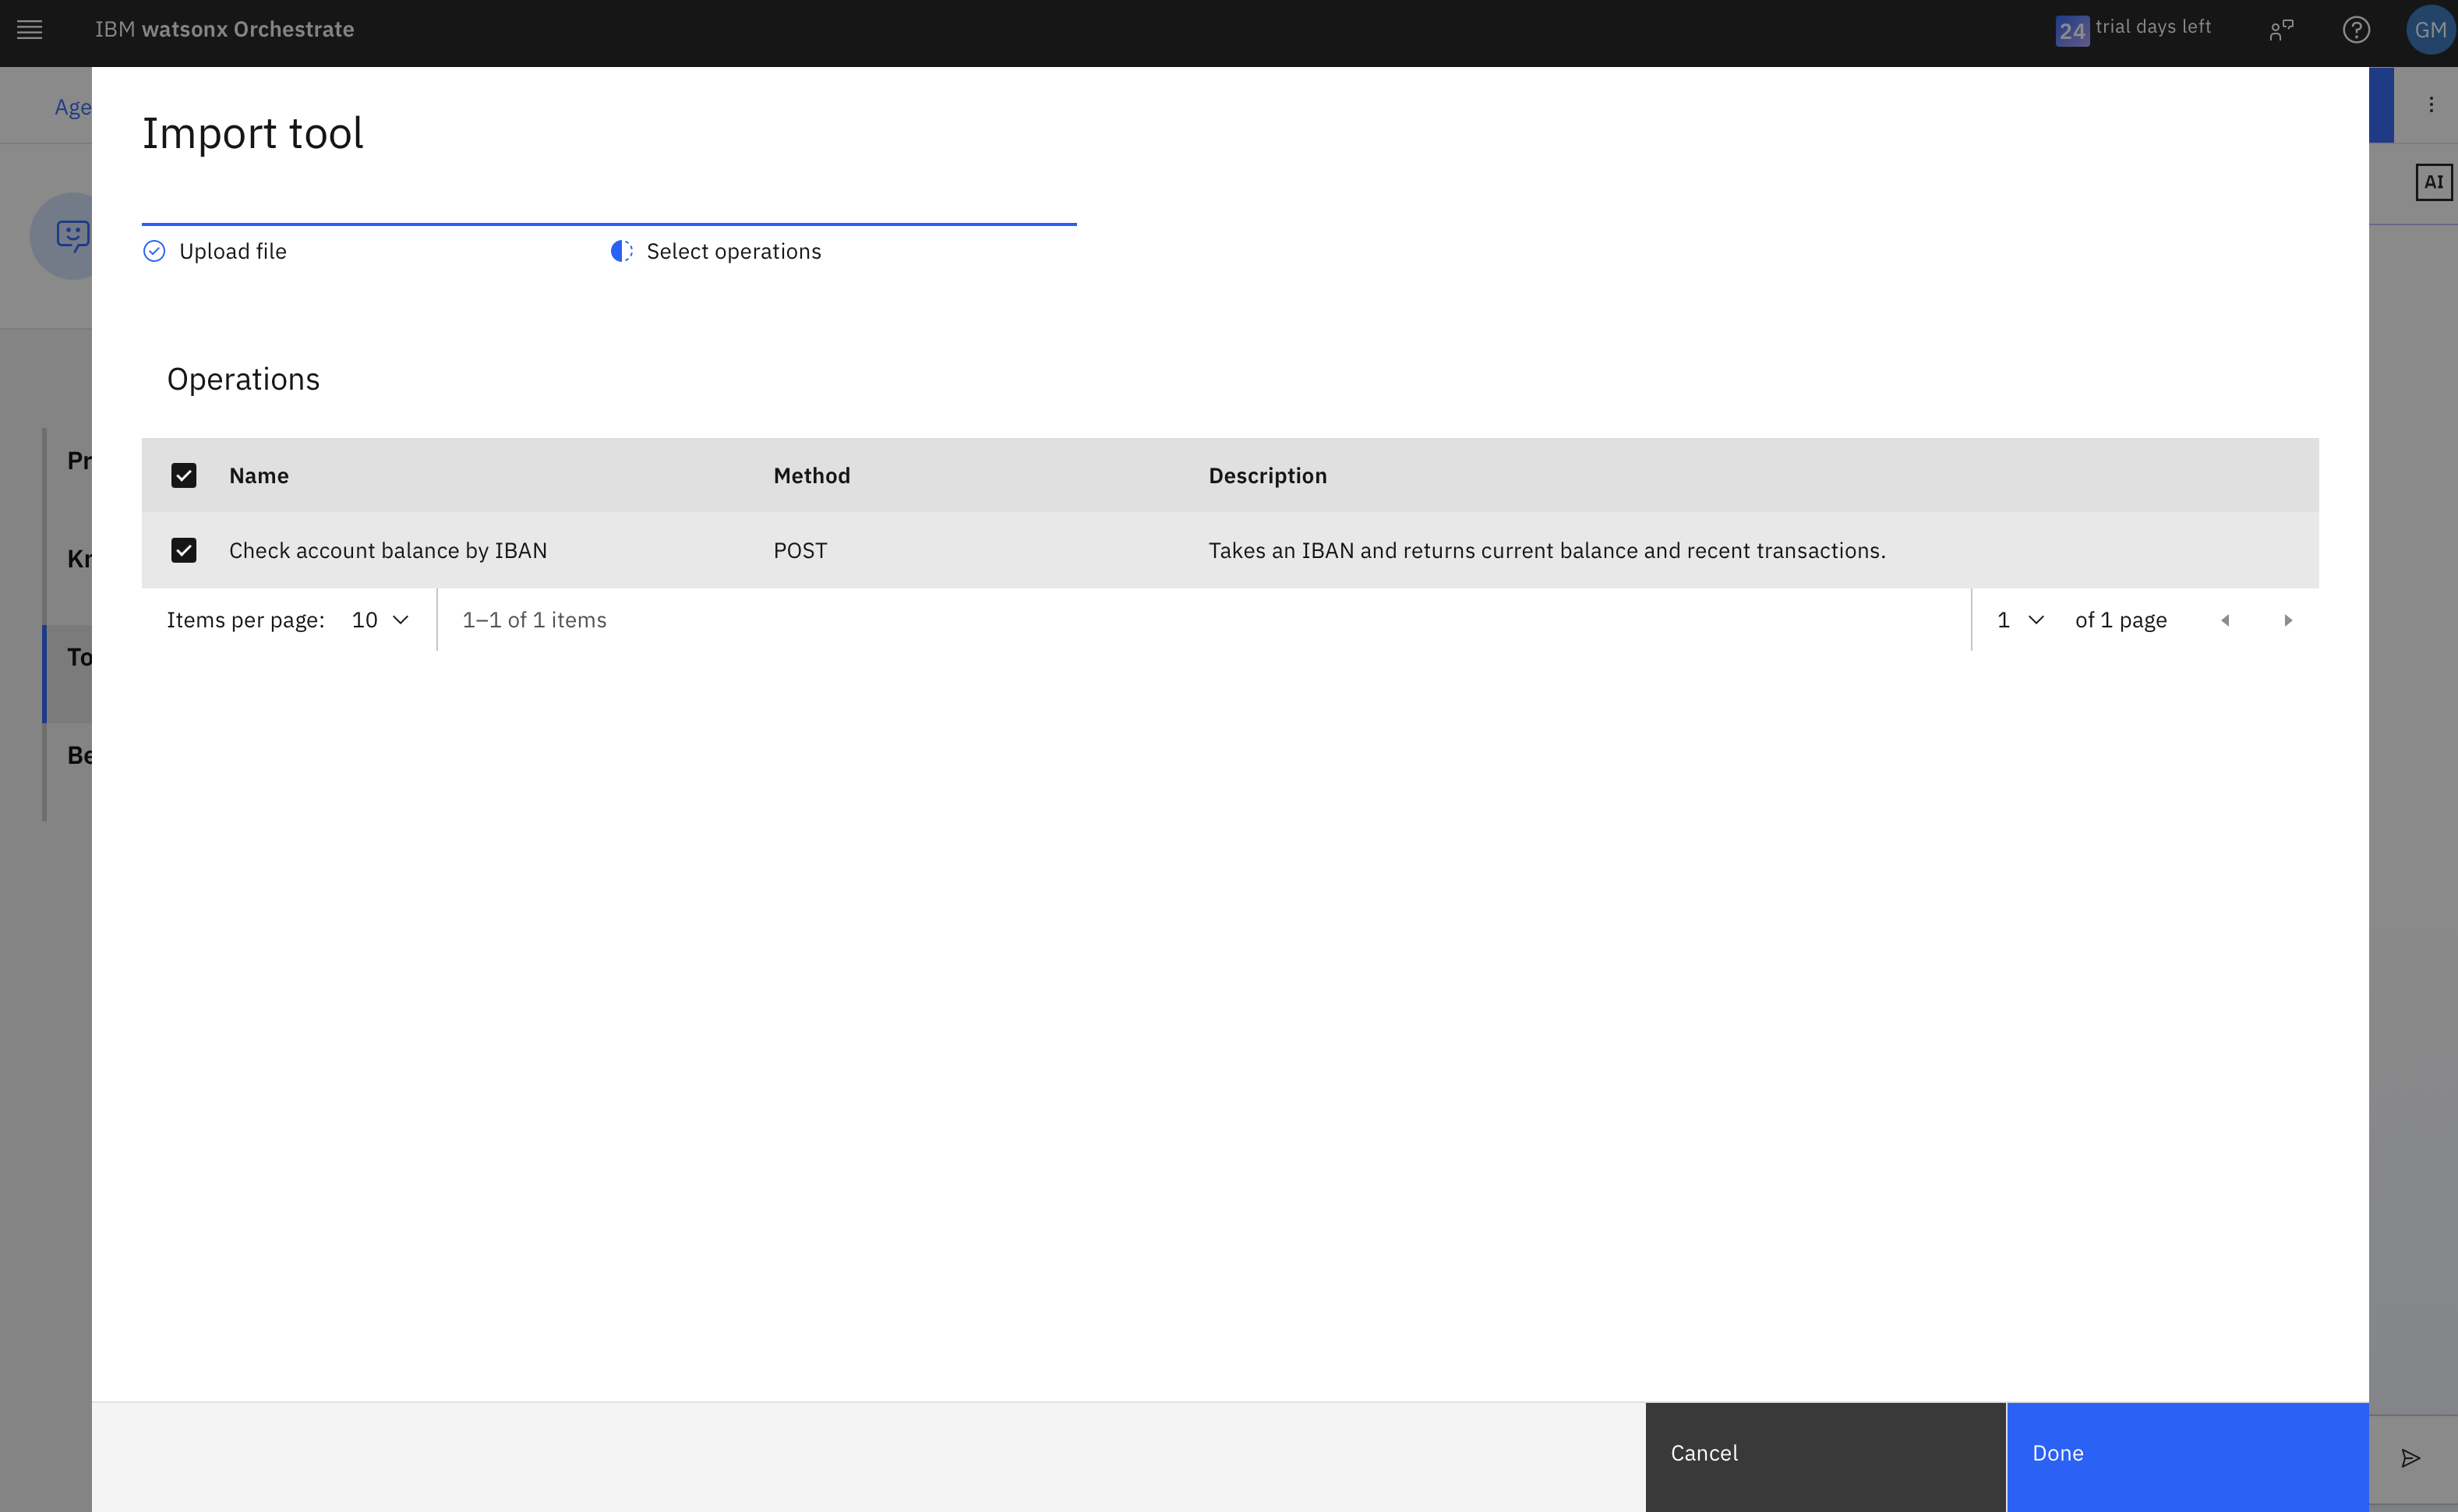 IBM watsonx Orchestrate
24 trial days left
GM
Age
AI
Import tool
Upload file
Select operations
Operations
Name Method Description
Check account balance by IBAN POST Takes an IBAN and returns current balance and recent transactions.
Items per page: 10 1–1 of 1 items 1 of 1 page
Pr
Kn
To
Be
Cancel Done